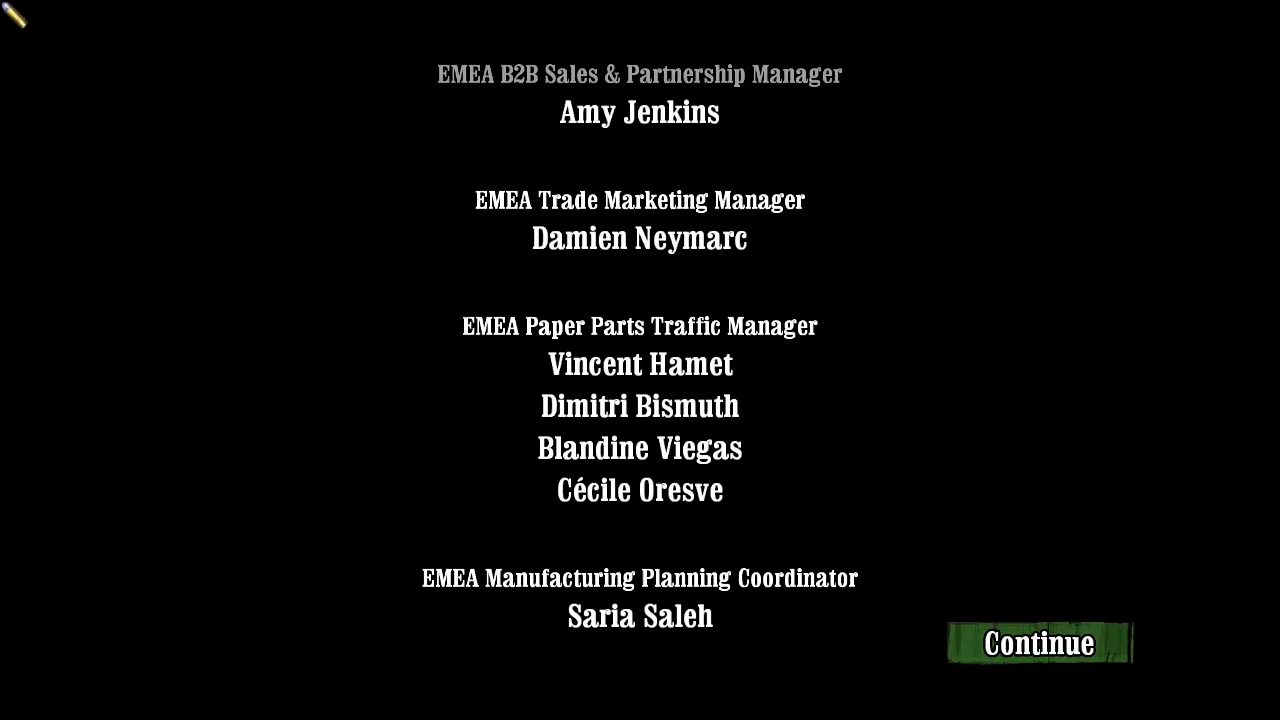 EMEA B2B Sales & Partnership Manager
Amy Jenkins
EMEA Trade Marketing Manager
Damien Neymarc
EMEA Paper Parts Traffic Manager
Vincent Hamet
Dimitri Bismuth
Blandine Viegas
Cécile Oresve
EMEA Manufacturing Planning Coordinator
Saria Saleh
Continue